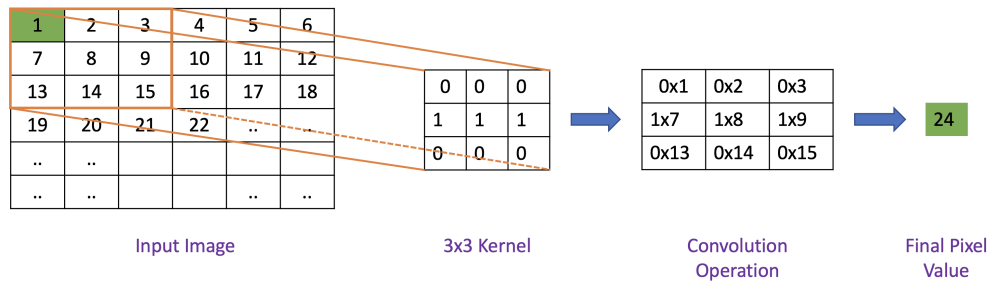 1 2 3 4 5 6
7 8 9 10 11 12
13 14 15 16 17 18
19 20 21 22 .. ..
.. ..
.. .. .. ..
0 0 0
1 1 1
0 0 0
0x1 0x2 0x3
1x7 1x8 1x9
0x13 0x14 0x15
24
Input Image
3x3 Kernel
Convolution
Operation
Final Pixel
Value